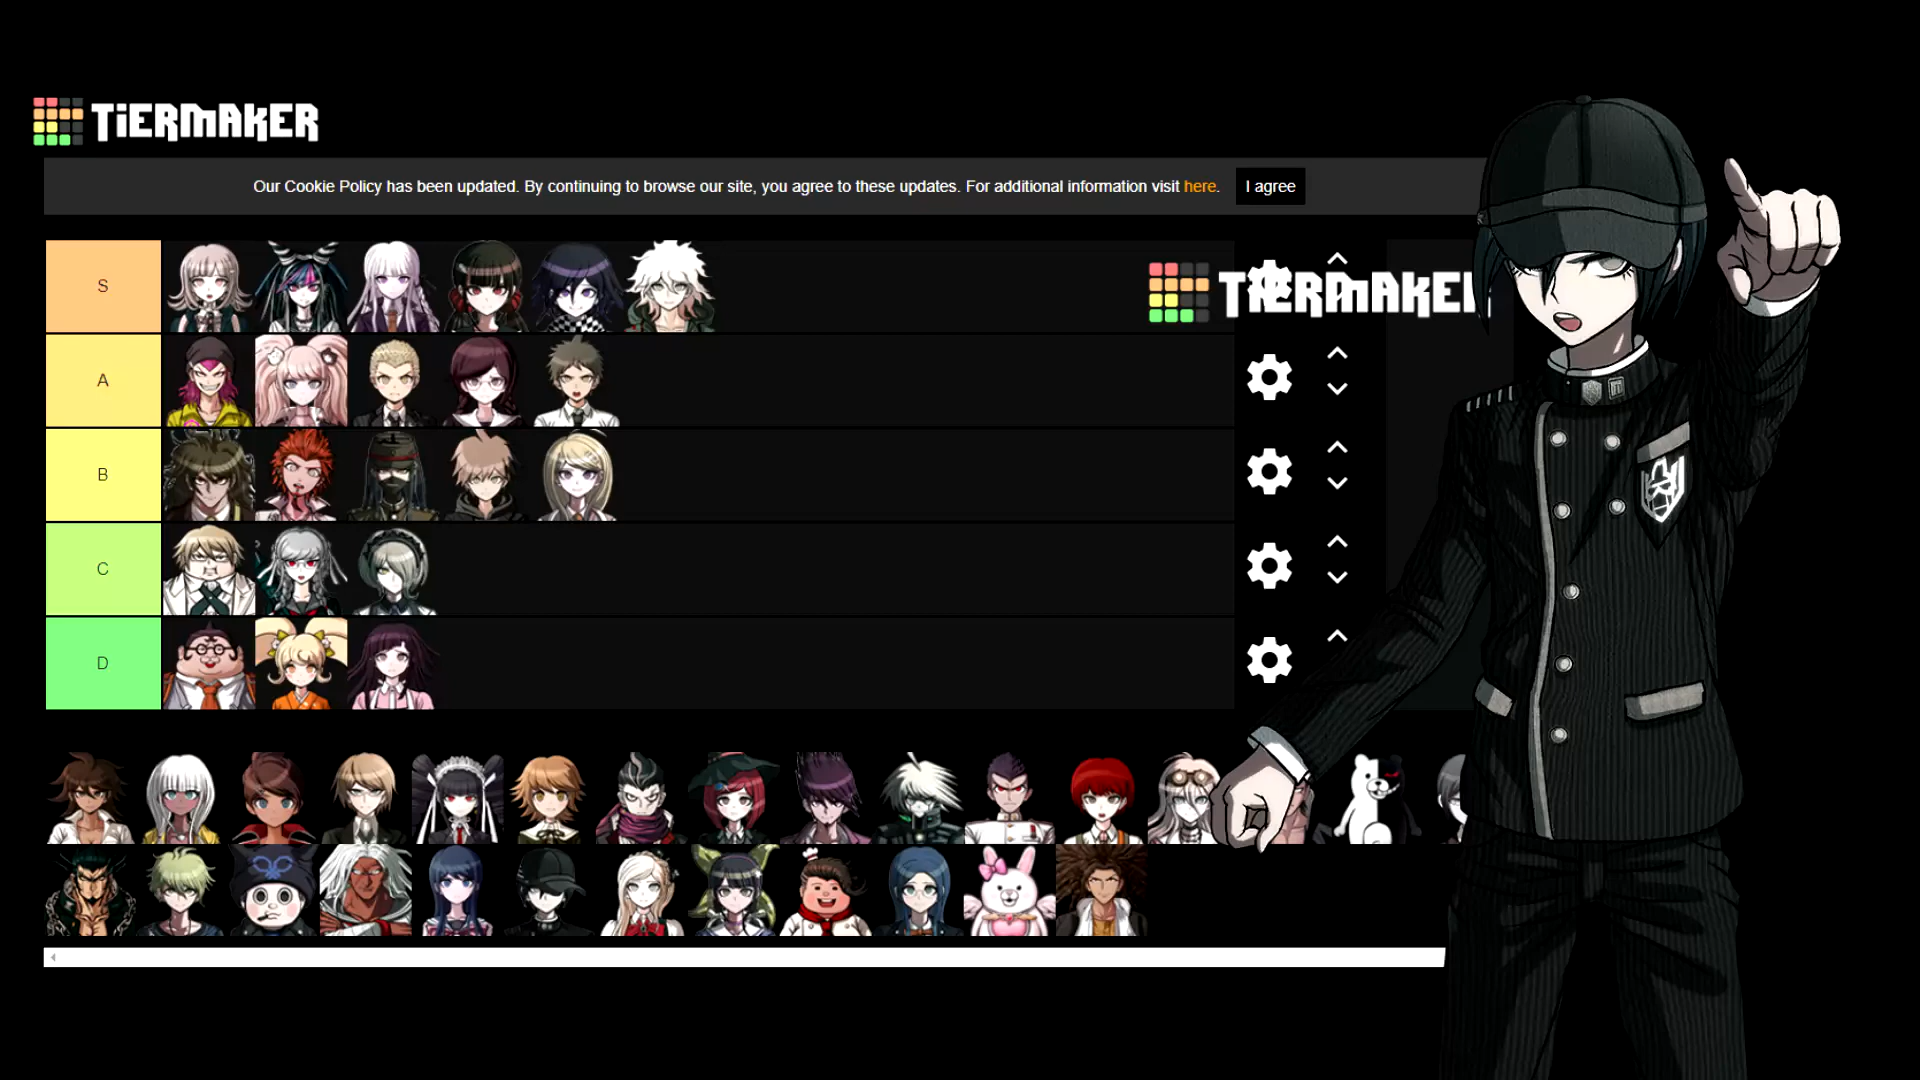 TiERMAKER
Our Cookie Policy has been updated. By continuing to browse our site, you agree to these updates. For additional information visit here.
I agree
S
TiERMAKER
A
B
C
D